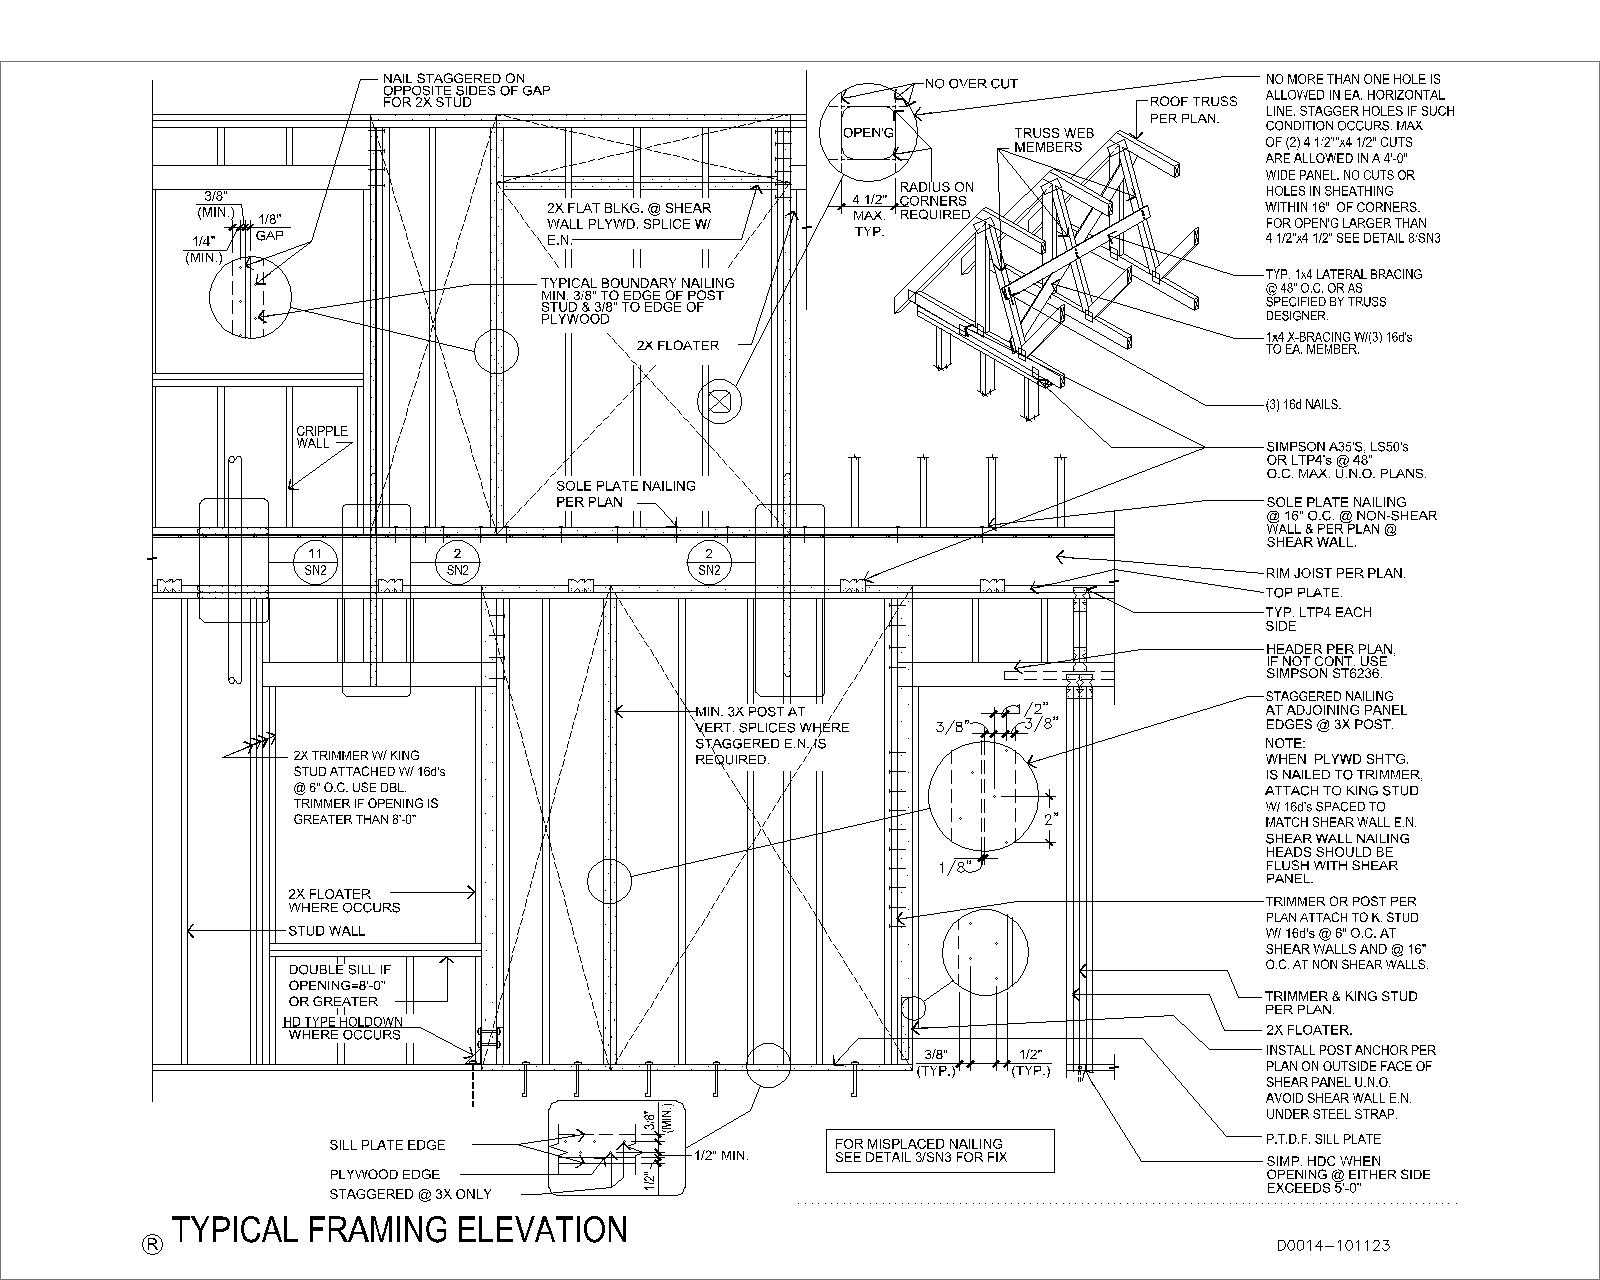 NAIL STAGGERED ON
OPPOSITE SIDES OF GAP
FOR 2X STUD
3/8"
(MIN.)
1/8"
GAP
1/4"
(MIN.)
2X FLAT BLKG. @ SHEAR
WALL PLYWD. SPLICE W/
E.N.
TYPICAL BOUNDARY NAILING
MIN. 3/8" TO EDGE OF POST
STUD & 3/8" TO EDGE OF
PLYWOOD
2X FLOATER
CRIPPLE
WALL
SOLE PLATE NAILING
PER PLAN
NO OVER CUT
OPEN'G
4 1/2"
MAX.
TYP.
RADIUS ON
CORNERS
REQUIRED
TRUSS WEB
MEMBERS
ROOF TRUSS
PER PLAN.
NO MORE THAN ONE HOLE IS
ALLOWED IN EA. HORIZONTAL
LINE. STAGGER HOLES IF SUCH
CONDITION OCCURS. MAX
OF (2) 4 1/2""x4 1/2" CUTS
ARE ALLOWED IN A 4'-0"
WIDE PANEL. NO CUTS OR
HOLES IN SHEATHING
WITHIN 16" OF CORNERS.
FOR OPEN'G LARGER THAN
4 1/2"x4 1/2" SEE DETAIL 8/SN3
TYP. 1x4 LATERAL BRACING
@ 48" O.C. OR AS
SPECIFIED BY TRUSS
DESIGNER.
1x4 X-BRACING W/(3) 16d's
TO EA. MEMBER.
(3) 16d NAILS.
SIMPSON A35'S, LS50's
OR LTP4's @ 48"
O.C. MAX. U.N.O. PLANS.
SOLE PLATE NAILING
@ 16" O.C. @ NON-SHEAR
WALL & PER PLAN @
SHEAR WALL.
RIM JOIST PER PLAN.
TOP PLATE.
TYP. LTP4 EACH
SIDE
HEADER PER PLAN,
IF NOT CONT. USE
SIMPSON ST6236.
STAGGERED NAILING
AT ADJOINING PANEL
EDGES @ 3X POST.
NOTE:
WHEN PLYWD SHT'G.
IS NAILED TO TRIMMER,
ATTACH TO KING STUD
W/ 16d's SPACED TO
MATCH SHEAR WALL E.N.
SHEAR WALL NAILING
HEADS SHOULD BE
FLUSH WITH SHEAR
PANEL.
TRIMMER OR POST PER
PLAN ATTACH TO K. STUD
W/ 16d's @ 6" O.C. AT
SHEAR WALLS AND @ 16"
O.C. AT NON SHEAR WALLS.
TRIMMER & KING STUD
PER PLAN.
2X FLOATER.
INSTALL POST ANCHOR PER
PLAN ON OUTSIDE FACE OF
SHEAR PANEL U.N.O.
AVOID SHEAR WALL E.N.
UNDER STEEL STRAP.
P.T.D.F. SILL PLATE
SIMP. HDC WHEN
OPENING @ EITHER SIDE
EXCEEDS 5'-0"
11
SN2
2
SN2
2
SN2
MIN. 3X POST AT
VERT. SPLICES WHERE
STAGGERED E.N. IS
REQUIRED.
1/2"
3/8"
3/8"
2"
1/8"
2X TRIMMER W/ KING
STUD ATTACHED W/ 16d's
@ 6" O.C. USE DBL.
TRIMMER IF OPENING IS
GREATER THAN 8'-0"
2X FLOATER
WHERE OCCURS
STUD WALL
DOUBLE SILL IF
OPENING=8'-0"
OR GREATER
HD TYPE HOLDOWN
WHERE OCCURS
3/8"
(TYP.)
1/2"
(TYP.)
SILL PLATE EDGE
PLYWOOD EDGE
STAGGERED @ 3X ONLY
3/8"
(MIN.)
1/2"
1/2" MIN.
FOR MISPLACED NAILING
SEE DETAIL 3/SN3 FOR FIX
® TYPICAL FRAMING ELEVATION
D0014-101123